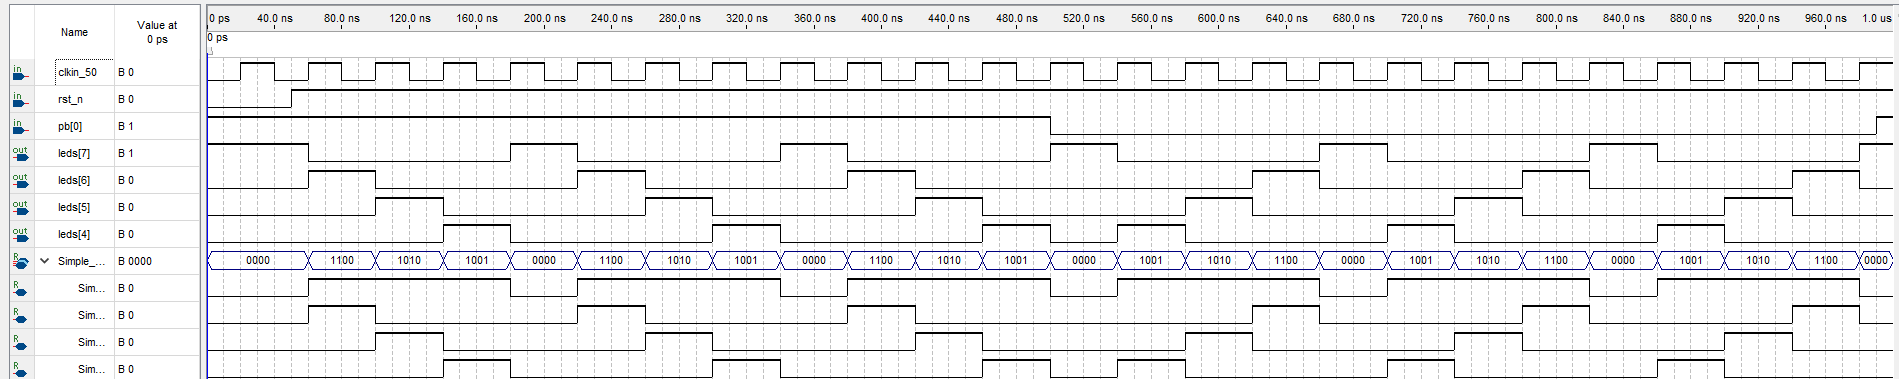 Name
Value at
0 ps
0 ps 40.0 ns 80.0 ns 120.0 ns 160.0 ns 200.0 ns 240.0 ns 280.0 ns 320.0 ns 360.0 ns 400.0 ns 440.0 ns 480.0 ns 520.0 ns 560.0 ns 600.0 ns 640.0 ns 680.0 ns 720.0 ns 760.0 ns 800.0 ns 840.0 ns 880.0 ns 920.0 ns 960.0 ns 1.0 us
0 ps
in clkin_50 B 0
in rst_n B 0
in pb[0] B 1
out leds[7] B 1
out leds[6] B 0
out leds[5] B 0
out leds[4] B 0
R Simple_... B 0000 0000 1100 1010 1001 0000 1100 1010 1001 0000 1100 1010 1001 0000 1001 1010 1100 0000 1001 1010 1100 0000 1001 1010 1100 0000
R Sim... B 0
R Sim... B 0
R Sim... B 0
R Sim... B 0